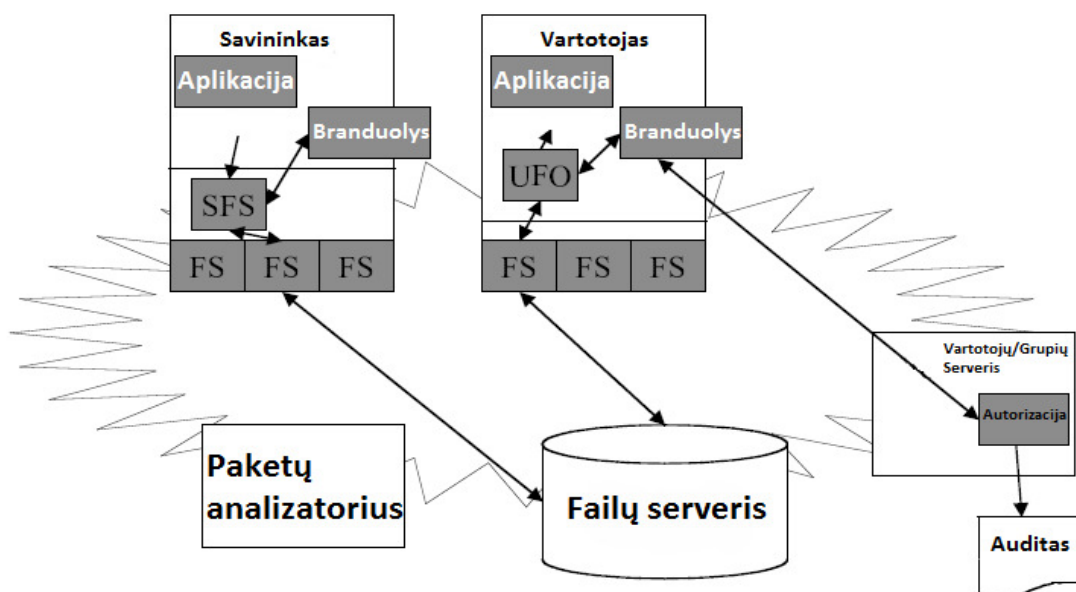 Savininkas
Aplikacija
Branduolys
SFS
FS
FS
FS
Vartotojas
Aplikacija
Branduolys
UFO
FS
FS
FS
Vartotojų/Grupių
Serveris
Autorizacija
Paketų
analizatorius
Failų serveris
Auditas